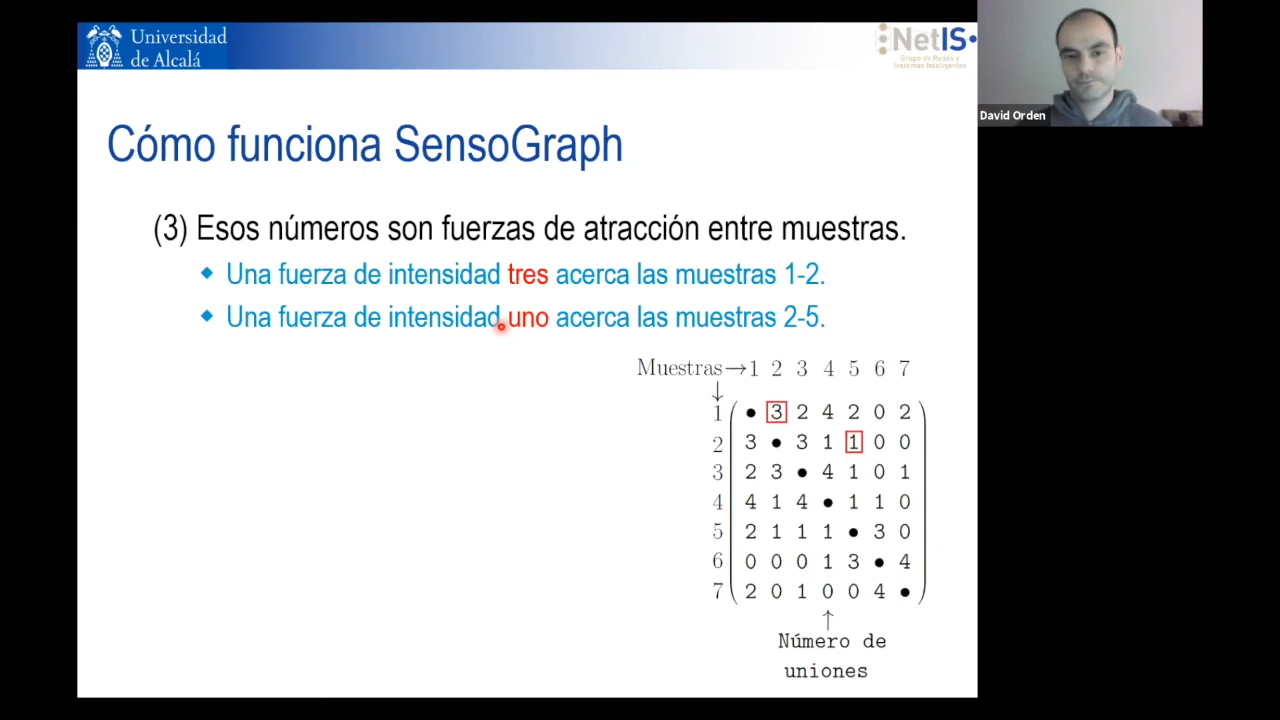 Universidad
de Alcalá
NetIS
Grupo de Redes y
Sistemas Inteligentes
David Orden
Cómo funciona SensoGraph
(3) Esos números son fuerzas de atracción entre muestras.
Una fuerza de intensidad tres acerca las muestras 1-2.
Una fuerza de intensidad uno acerca las muestras 2-5.
Muestras → 1 2 3 4 5 6 7
↓
1 • 3 2 4 2 0 2
2 3 • 3 1 1 0 0
3 2 3 • 4 1 0 1
4 4 1 4 • 1 1 0
5 2 1 1 1 • 3 0
6 0 0 0 1 3 • 4
7 2 0 1 0 0 4 •
↑
Número de
uniones